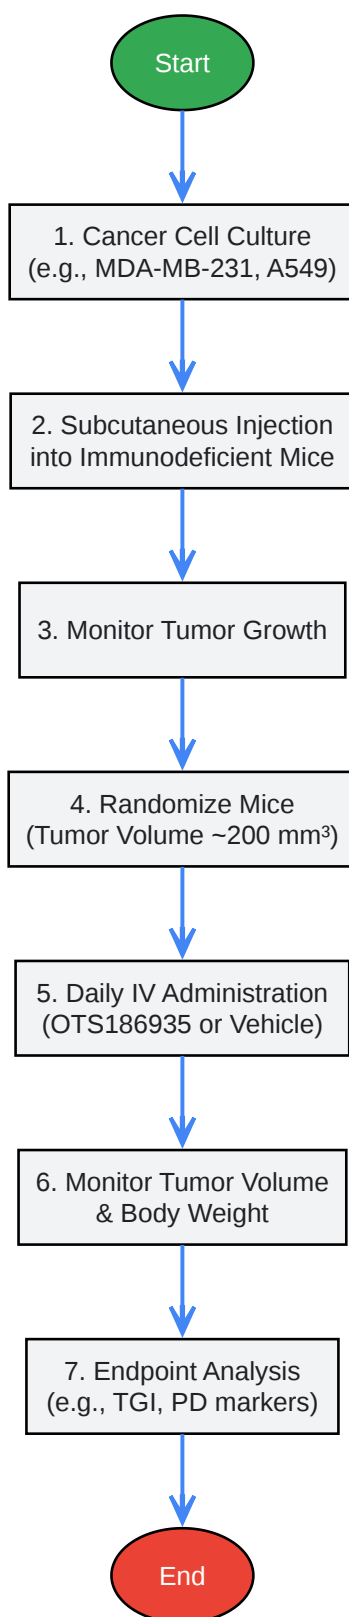 Start
1. Cancer Cell Culture
(e.g., MDA-MB-231, A549)
2. Subcutaneous Injection
into Immunodeficient Mice
3. Monitor Tumor Growth
4. Randomize Mice
(Tumor Volume ~200 mm³)
5. Daily IV Administration
(OTS186935 or Vehicle)
6. Monitor Tumor Volume
& Body Weight
7. Endpoint Analysis
(e.g., TGI, PD markers)
End